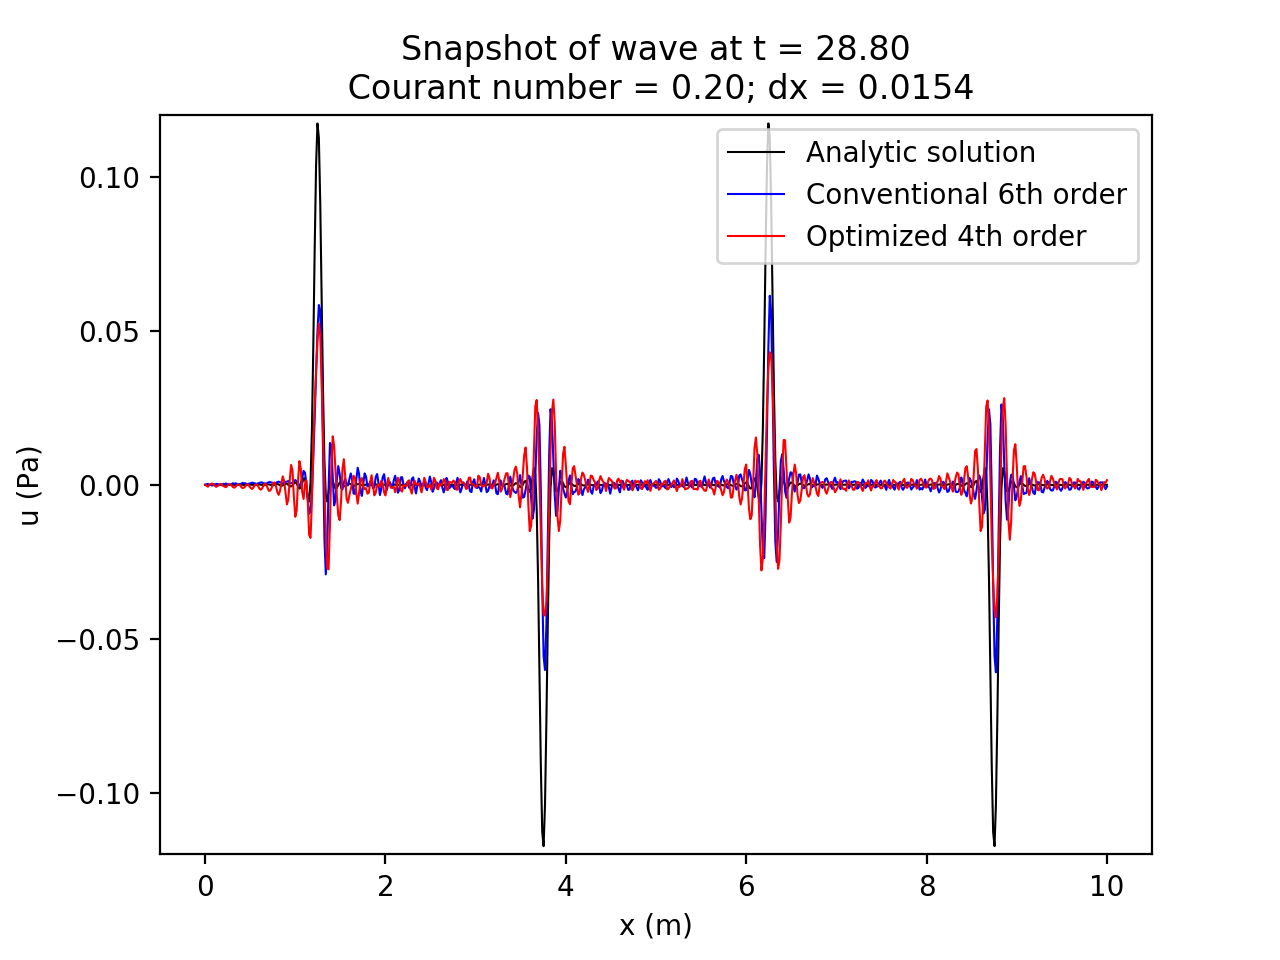 Snapshot of wave at t = 28.80
Courant number = 0.20; dx = 0.0154
Analytic solution
Conventional 6th order
Optimized 4th order
0.10
0.05
0.00
−0.05
−0.10
u (Pa)
0 2 4 6 8 10
x (m)